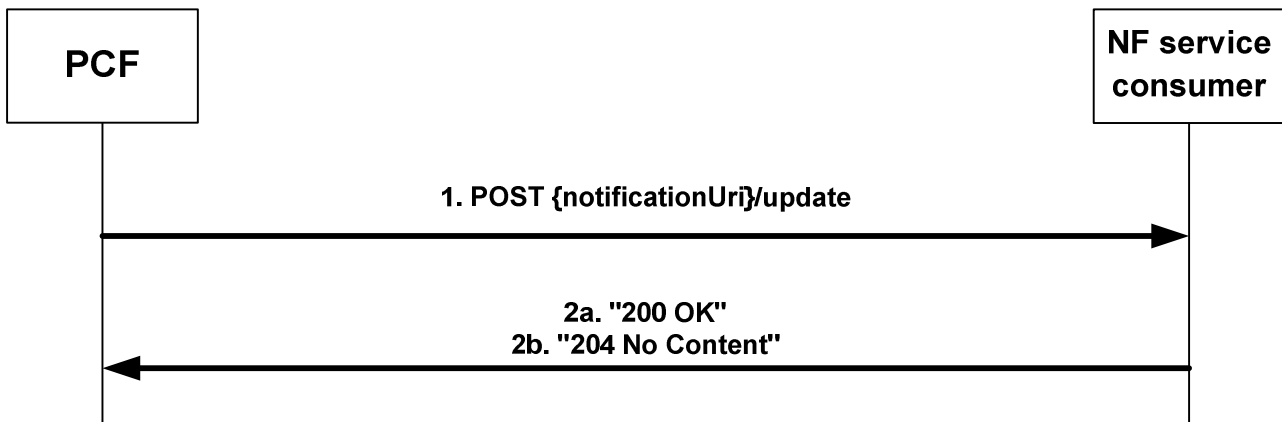 PCF
NF service
consumer
1. POST {notificationUri}/update
2a. "200 OK"
2b. "204 No Content"